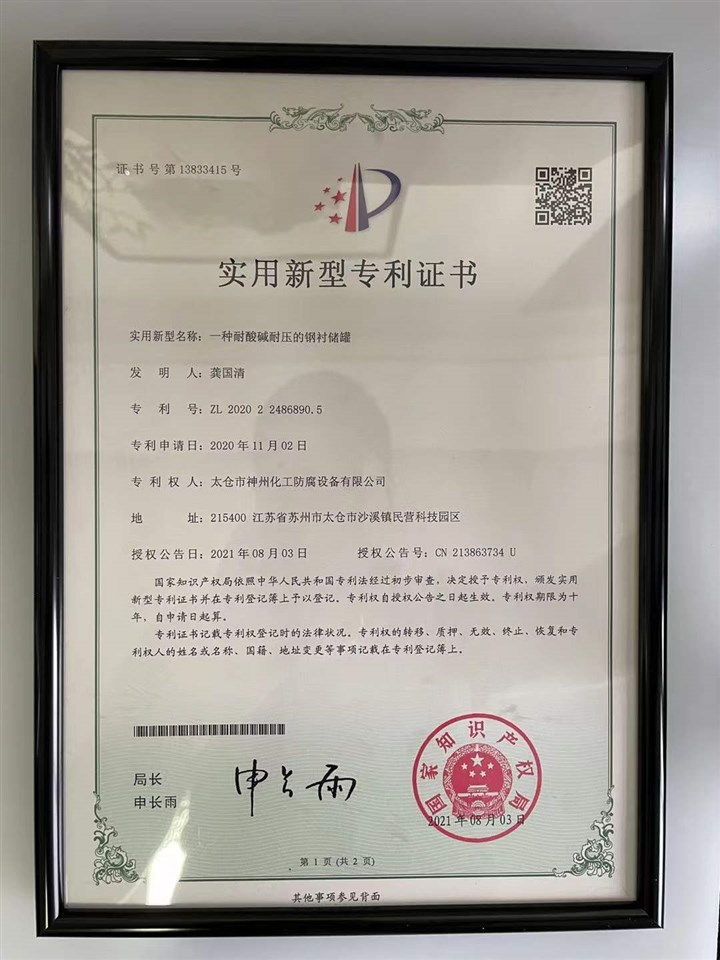 证书号第13833415号
实用新型专利证书
实用新型名称：一种耐酸碱耐压的钢衬储罐
发 明 人：龚国清
专 利 号：ZL 2020 2 2486890.5
专利申请日：2020年11月02日
专 利 权 人：太仓市神州化工防腐设备有限公司
地 址：215400 江苏省苏州市太仓市沙溪镇民营科技园区
授权公告日：2021年08月03日 授权公告号：CN 213863734 U
国家知识产权局依照中华人民共和国专利法经过初步审查，决定授予专利权，颁发实用
新型专利证书并在专利登记簿上予以登记。专利权自授权公告之日起生效。专利权期限为十
年，自申请日起算。
专利证书记载专利权登记时的法律状况。专利权的转移、质押、无效、终止、恢复和专
利权人的姓名或名称、国籍、地址变更等事项记载在专利登记簿上。
局长
申长雨
申长雨
国家知识产权局
2021年08月03日
第1页(共2页)
其他事项参见背面